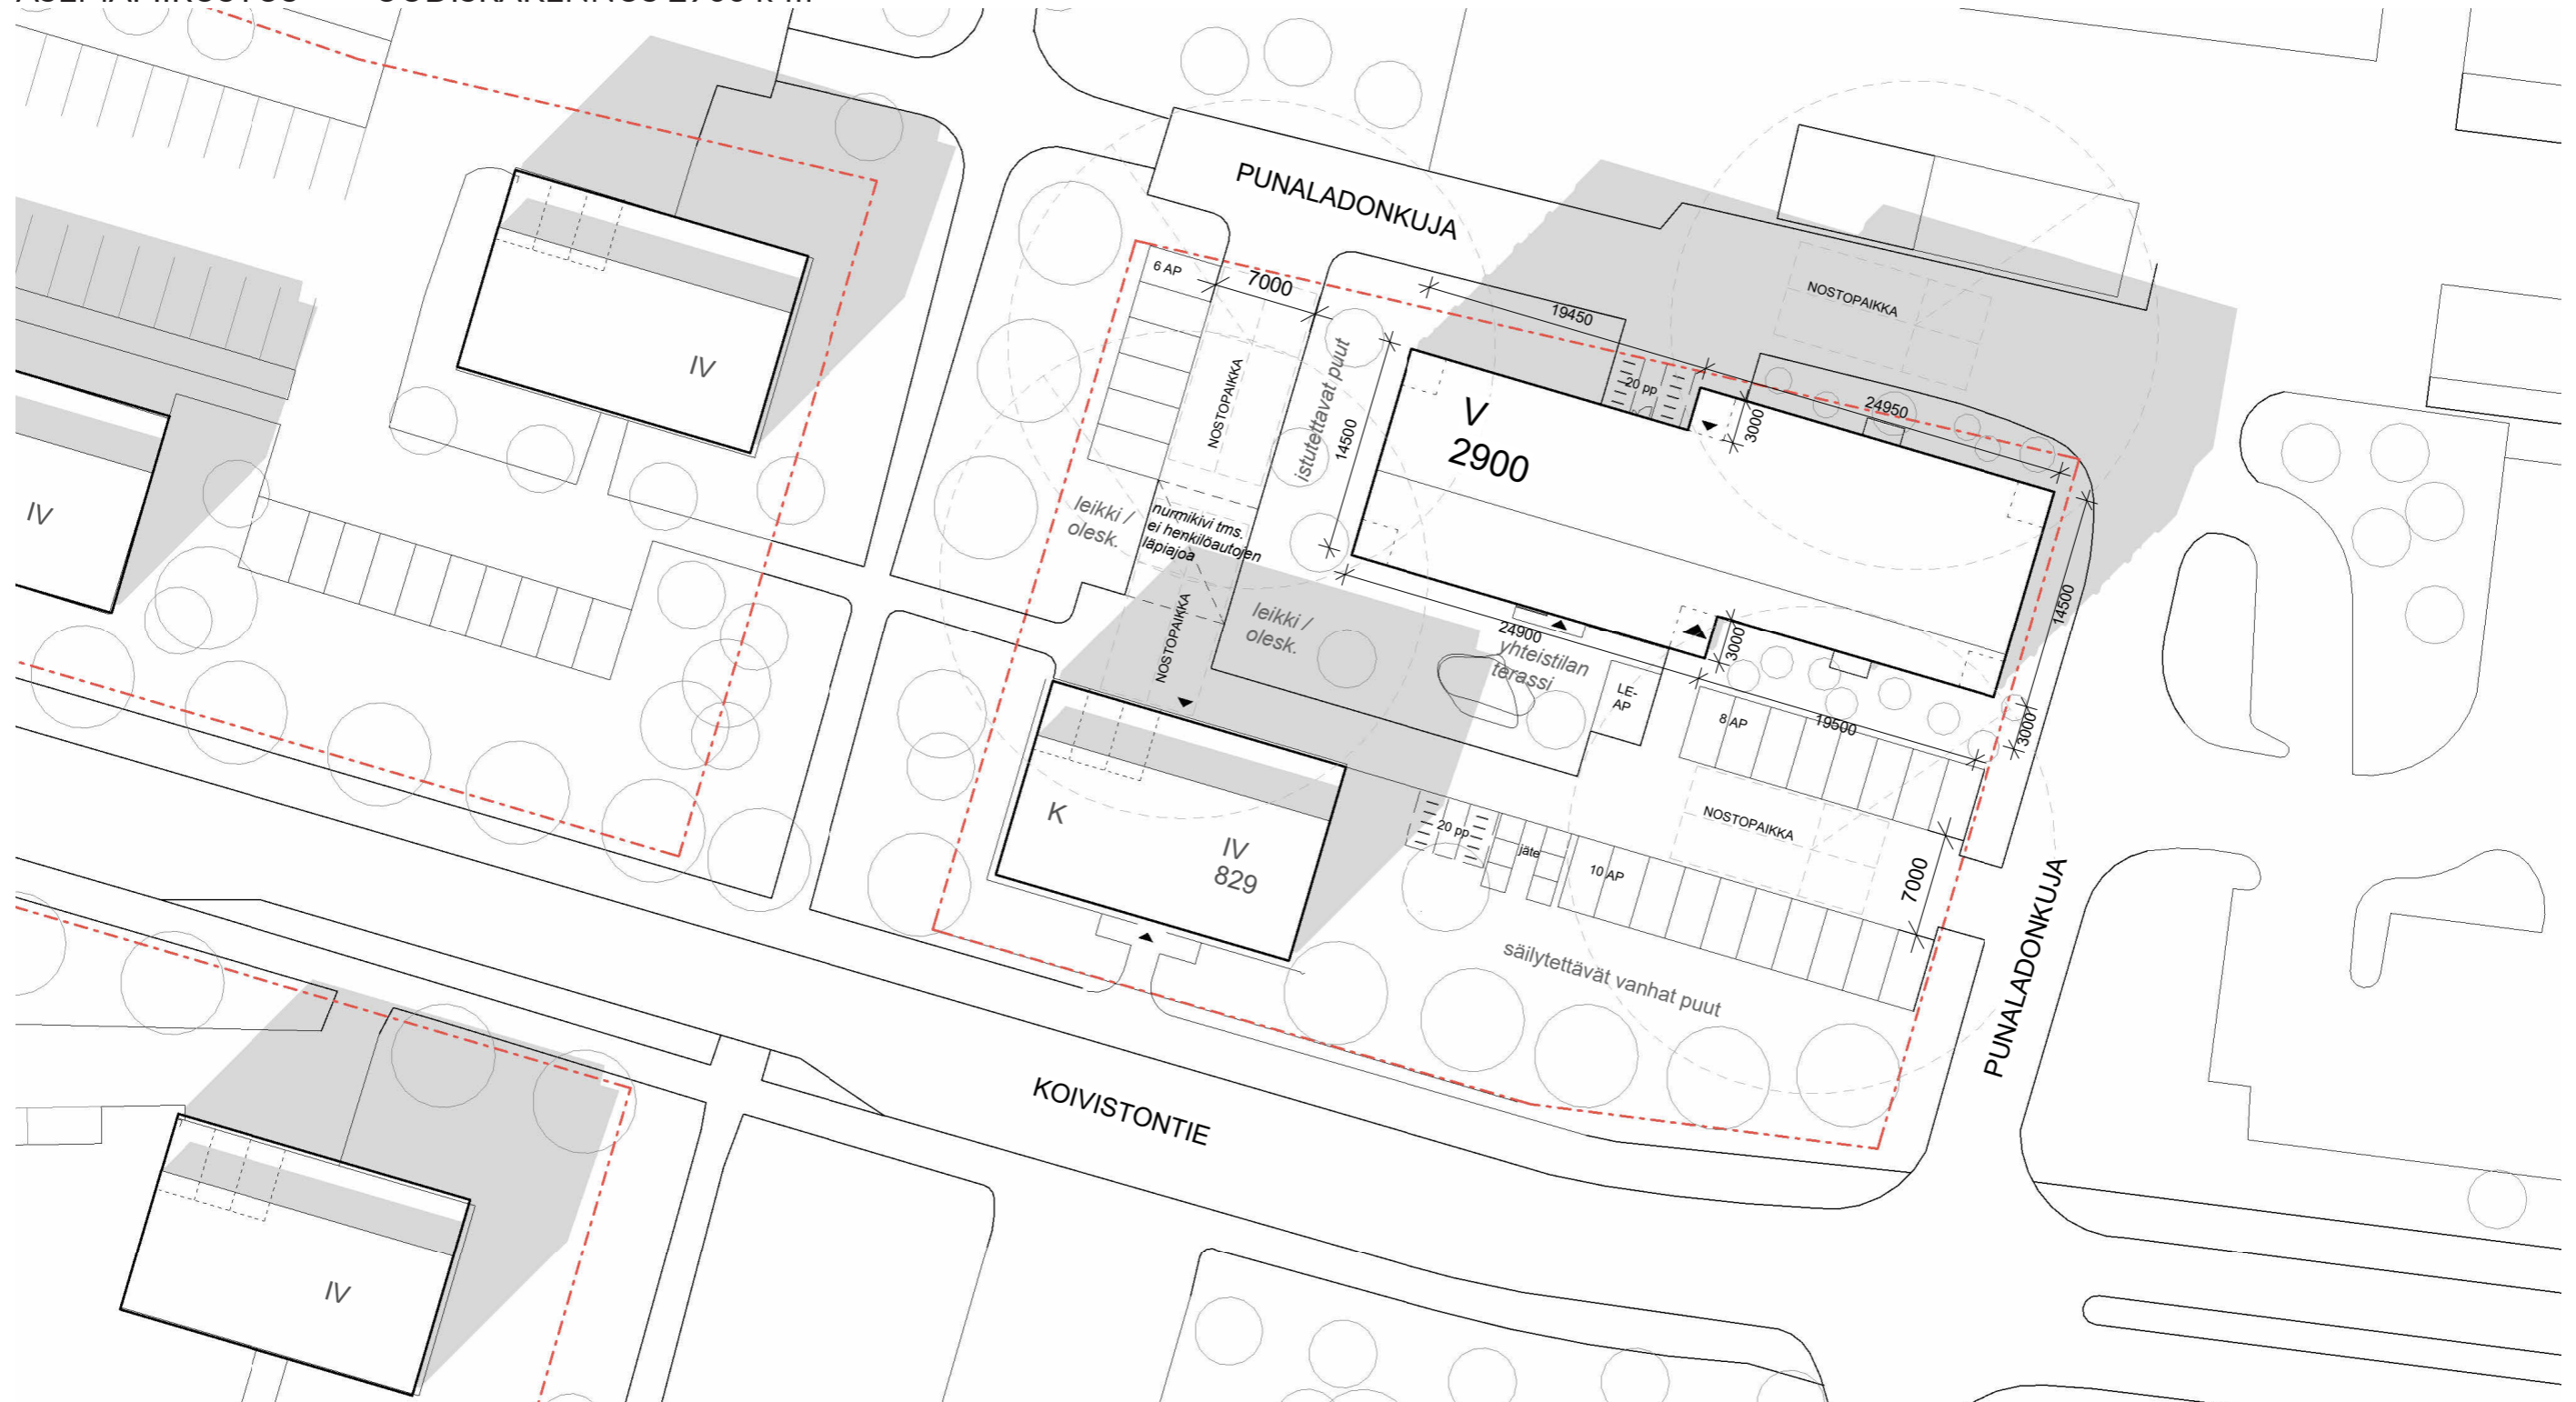 PUNALADONKUJA
6 AP
7000
19450
NOSTOPAIKKA
NOSTOPAIKKA
istutettavat puut
14500
V
2900
20 pp
3000
24950
IV
IV
leikki /
olesk.
nurmikivi tms.
ei henkilöautojen
läpiajoa
NOSTOPAIKKA
leikki /
olesk.
24900
yhteistilan
terassi
3000
14500
LE-
AP
8 AP
19500
3000
K
IV
829
20 pp
jäte
10 AP
NOSTOPAIKKA
7000
säilytettävät vanhat puut
PUNALADONKUJA
KOIVISTONTIE
IV